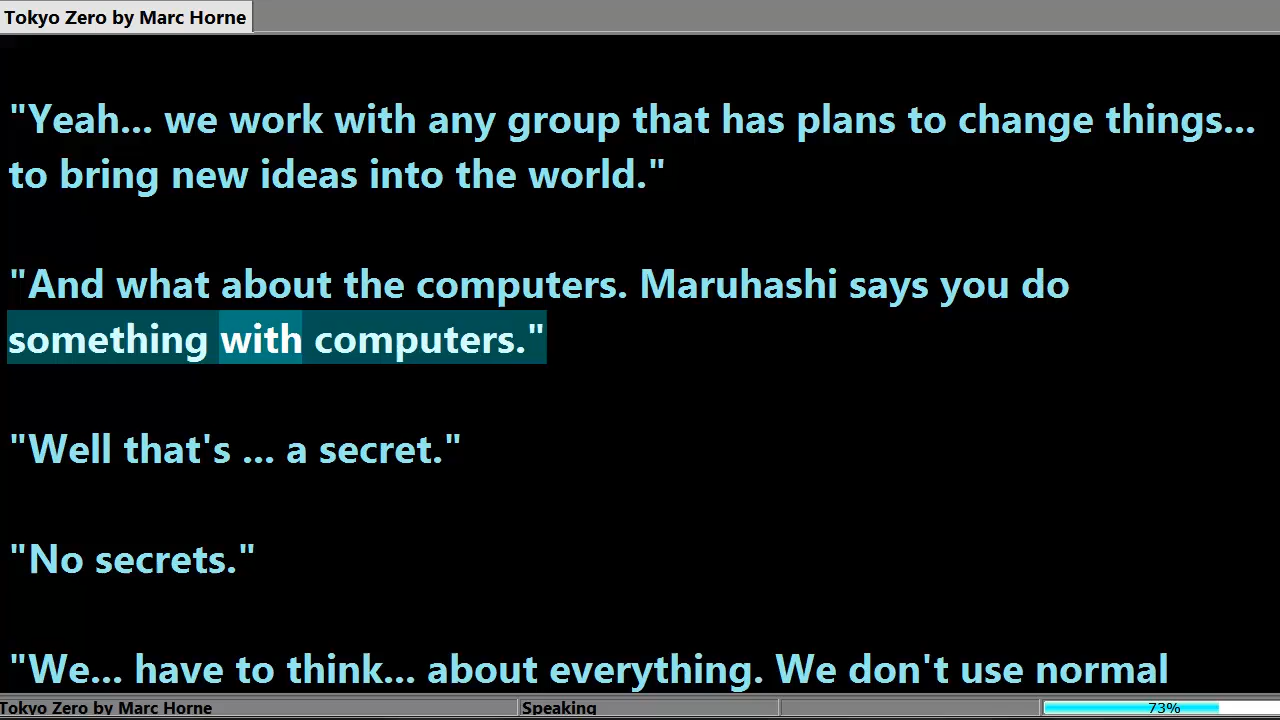 Tokyo Zero by Marc Horne
"Yeah... we work with any group that has plans to change things...
to bring new ideas into the world."
"And what about the computers. Maruhashi says you do
something with computers."
"Well that's ... a secret."
"No secrets."
"We... have to think... about everything. We don't use normal
Tokyo Zero by Marc Horne Speaking 73%